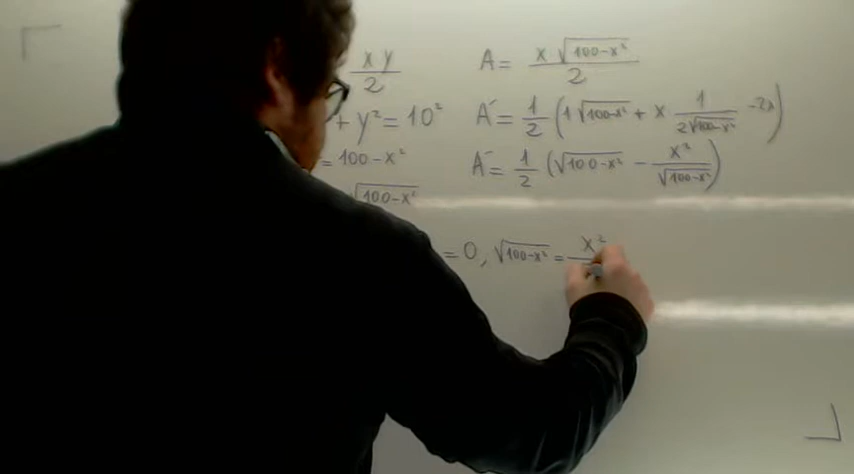 x y / 2
A = x √100-x² / 2
+ y² = 10²
A´ = 1/2 (1 √100-x² + x 1 / 2√100-x² -2x)
= 100 - x²
A´ = 1/2 (√100-x² - x² / √100-x²)
√100-x²
= 0, √100-x² = x²